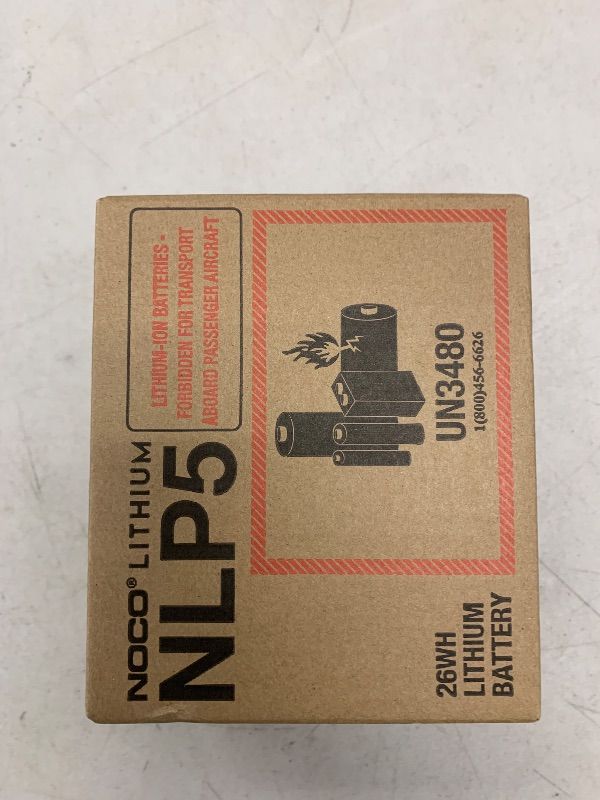 NOCO® LITHIUM
NLP5
LITHIUM-ION BATTERIES -
FORBIDDEN FOR TRANSPORT
ABOARD PASSENGER AIRCRAFT
UN3480
1(800)456-6626
26WH
LITHIUM
BATTERY